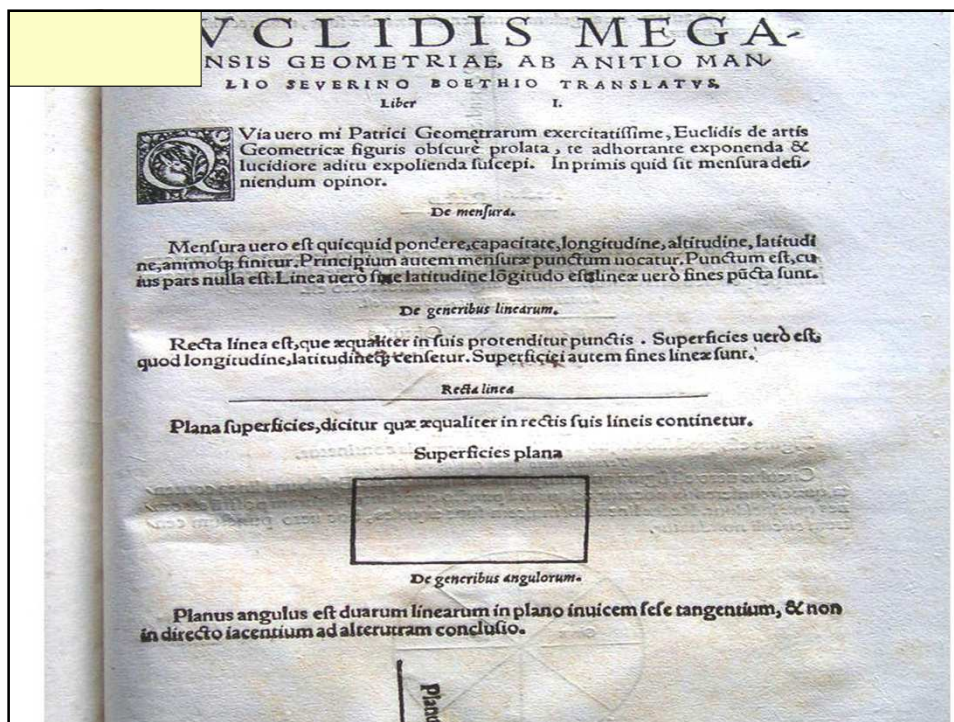 VCLIDIS MEGA-
NSIS GEOMETRIAE, AB ANITIO MAN-
LIO SEVERINO BOETHIO TRANSLATVS,
Liber I.
QVia uero mi Patrici Geometrarum exercitatiſſime, Euclidis de artis
Geometricæ figuris obſcurè prolata, te adhortante exponenda &
lucidiore aditu expolienda ſuſcepi. In primis quid ſit menſura defi-
niendum opinor.
De menſura.
Menſura uero eſt quicquid pondere, capacitate, longitudine, altitudine, latitudi
ne, animoq; finitur. Principium autem menſuræ punctum uocatur. Punctum eſt, cu
ius pars nulla eſt. Linea uerò ſine latitudine lõgitudo eſt, lineæ uerò fines pũcta ſunt.
De generibus linearum.
Recta linea eſt, que æqualiter in ſuis protenditur punctis. Superficies uerò eſt,
quod longitudine, latitudineq; cenſetur. Superficiei autem fines lineæ ſunt.
Recta linea
Plana ſuperficies, dicitur quæ æqualiter in rectis ſuis lineis continetur.
Superficies plana
De generibus angulorum.
Planus angulus eſt duarum linearum in plano inuicem ſeſe tangentium, & non
in directo iacentium ad alterutram concluſio.